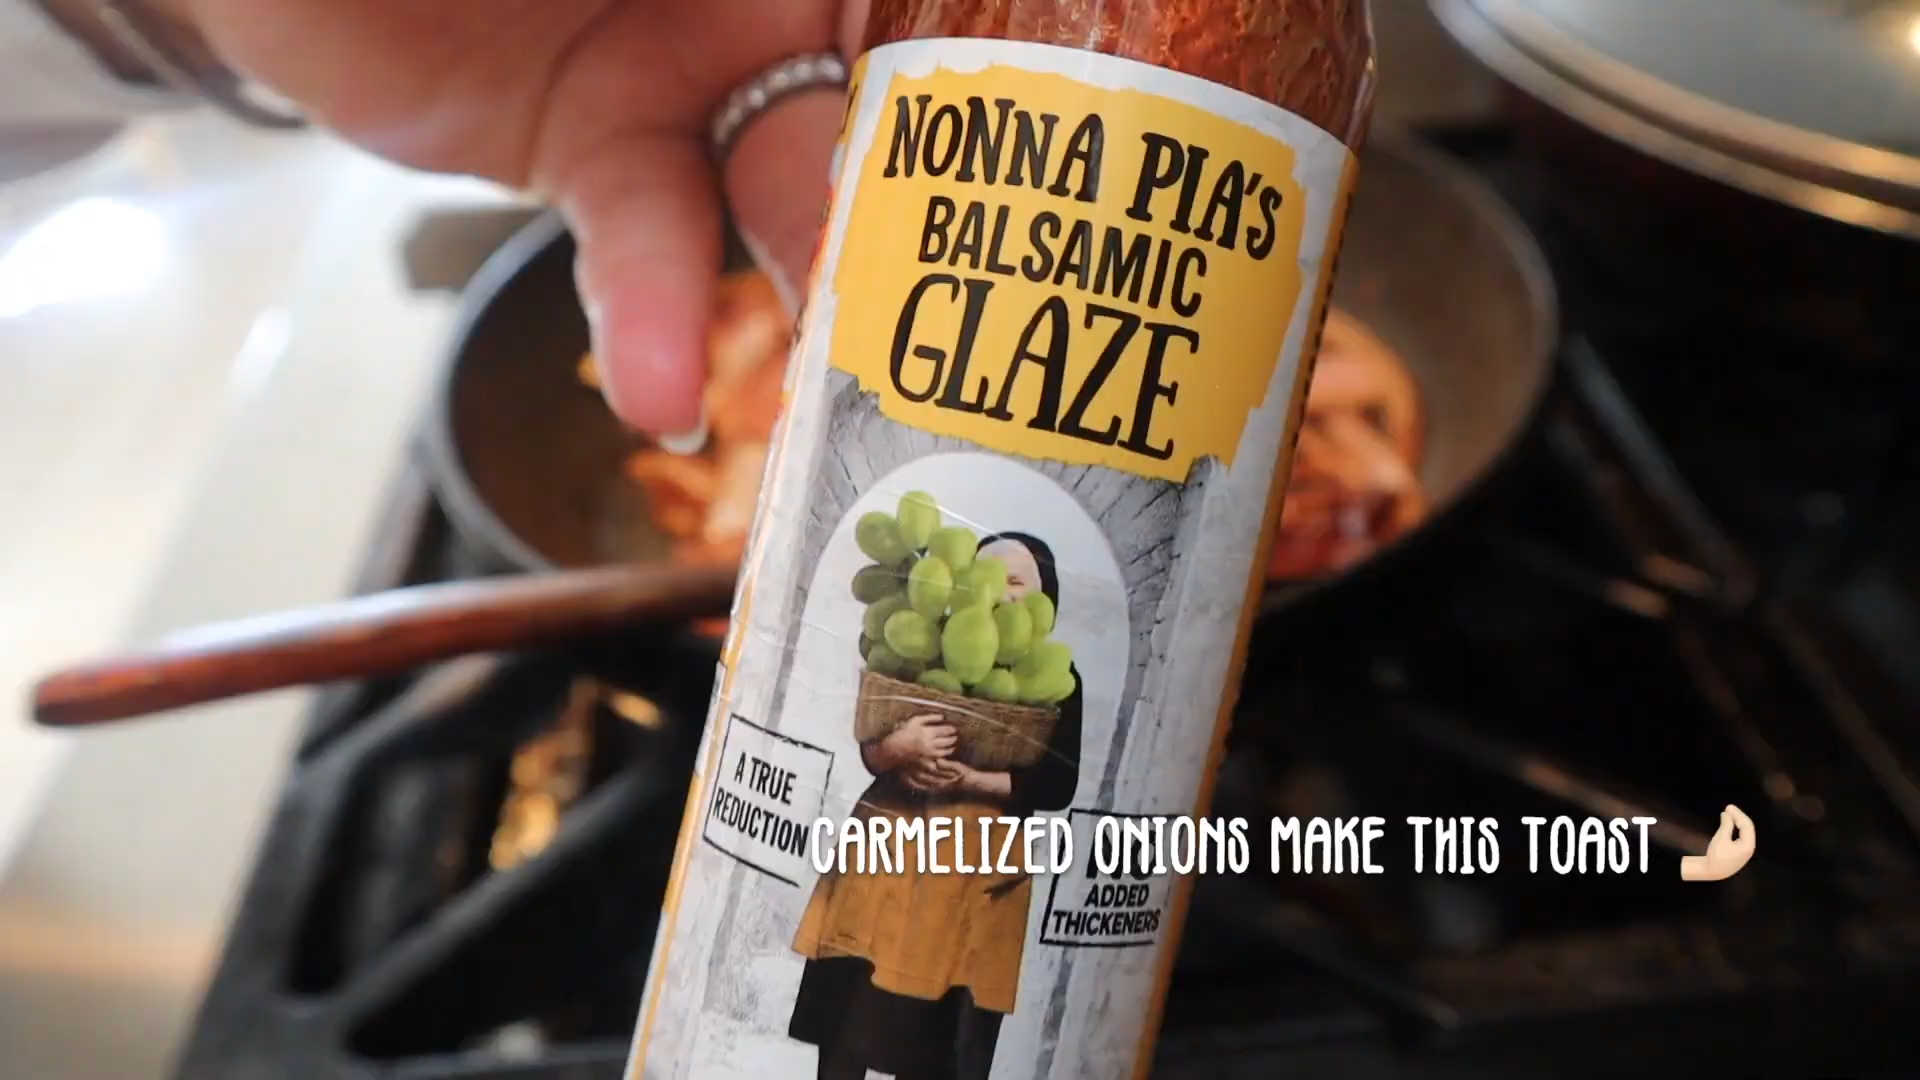 NONNA PIA'S
BALSAMIC
GLAZE
A TRUE
REDUCTION
CARMELIZED ONIONS MAKE THIS TOAST 🤌🏻
ADDED
THICKENERS